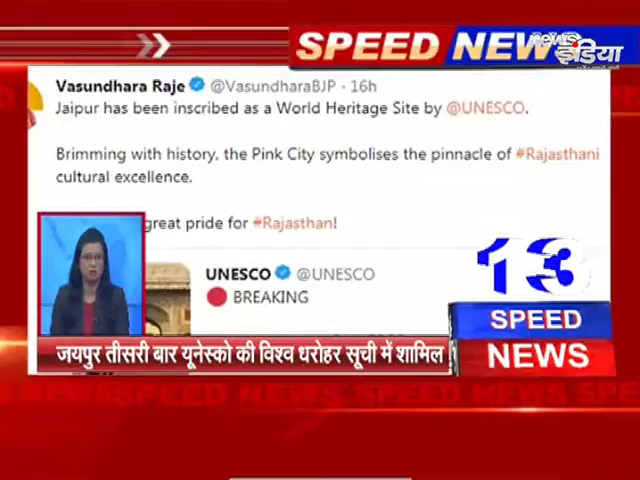 SPEED NEWS
news
इंडिया
Vasundhara Raje @VasundharaBJP · 16h
Jaipur has been inscribed as a World Heritage Site by @UNESCO.
Brimming with history, the Pink City symbolises the pinnacle of #Rajasthani
cultural excellence.
great pride for #Rajasthan!
UNESCO @UNESCO
BREAKING
13
SPEED
NEWS
जयपुर तीसरी बार यूनेस्को की विश्व धरोहर सूची में शामिल